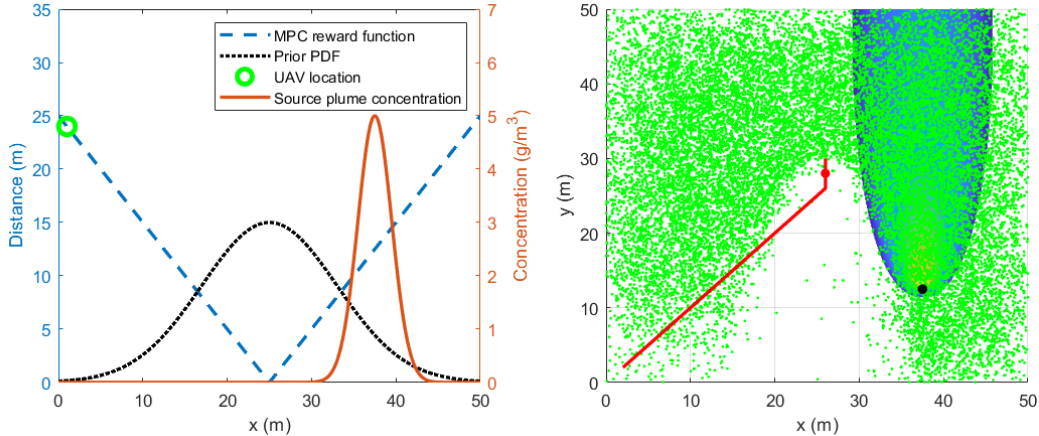 35
30
25
20
15
10
5
0
Distance (m)
MPC reward function
Prior PDF
UAV location
Source plume concentration
7
6
5
4
3
2
1
0
Concentration (g/m³)
0 10 20 30 40 50
x (m)
50
40
30
20
10
0
y (m)
0 10 20 30 40 50
x (m)